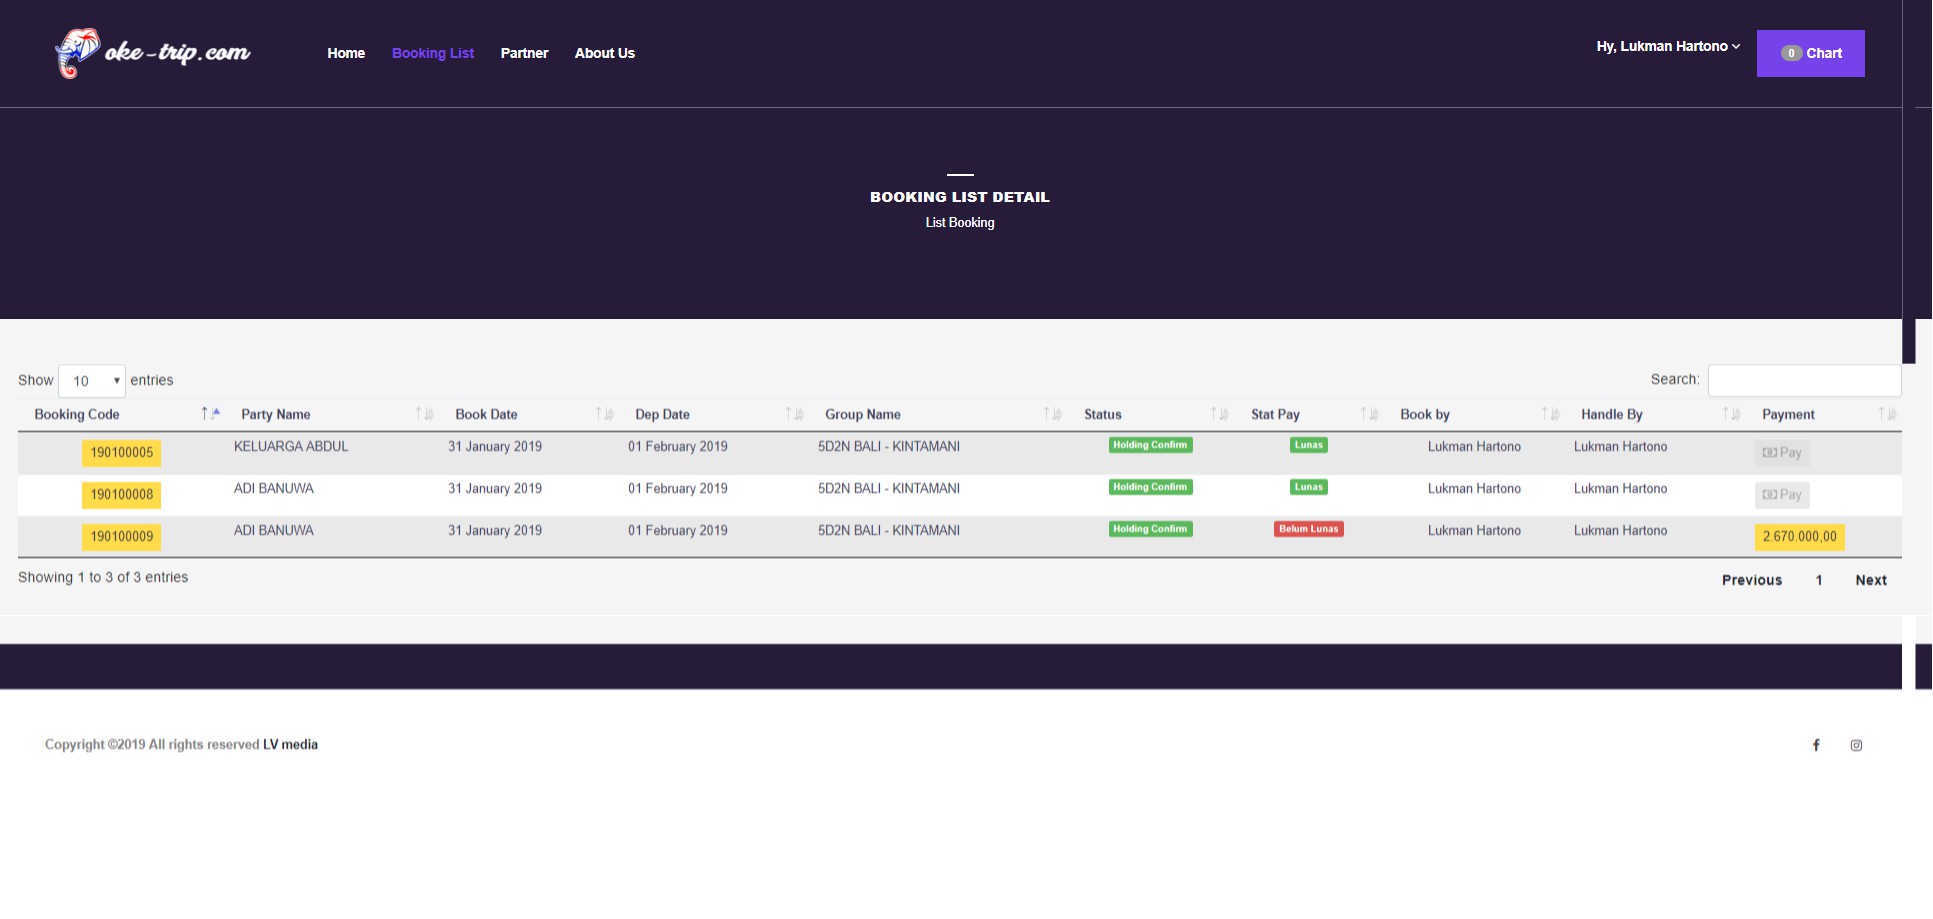 oke-trip.com Home Booking List Partner About Us Hy, Lukman Hartono 0 Chart
BOOKING LIST DETAIL
List Booking
Show 10 entries Search:
Booking Code Party Name Book Date Dep Date Group Name Status Stat Pay Book by Handle By Payment
190100005 KELUARGA ABDUL 31 January 2019 01 February 2019 5D2N BALI - KINTAMANI Holding Confirm Lunas Lukman Hartono Lukman Hartono Pay
190100008 ADI BANUWA 31 January 2019 01 February 2019 5D2N BALI - KINTAMANI Holding Confirm Lunas Lukman Hartono Lukman Hartono Pay
190100009 ADI BANUWA 31 January 2019 01 February 2019 5D2N BALI - KINTAMANI Holding Confirm Belum Lunas Lukman Hartono Lukman Hartono 2.670.000,00
Showing 1 to 3 of 3 entries Previous 1 Next
Copyright ©2019 All rights reserved LV media